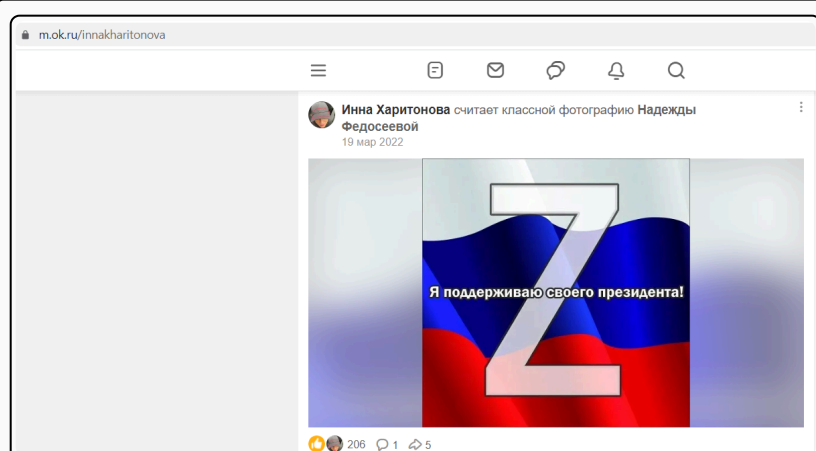 m.ok.ru/innakharitonova
Инна Харитонова считает классной фотографию Надежды
Федосеевой
19 мар 2022
Z
Я поддерживаю своего президента!
206 1 5